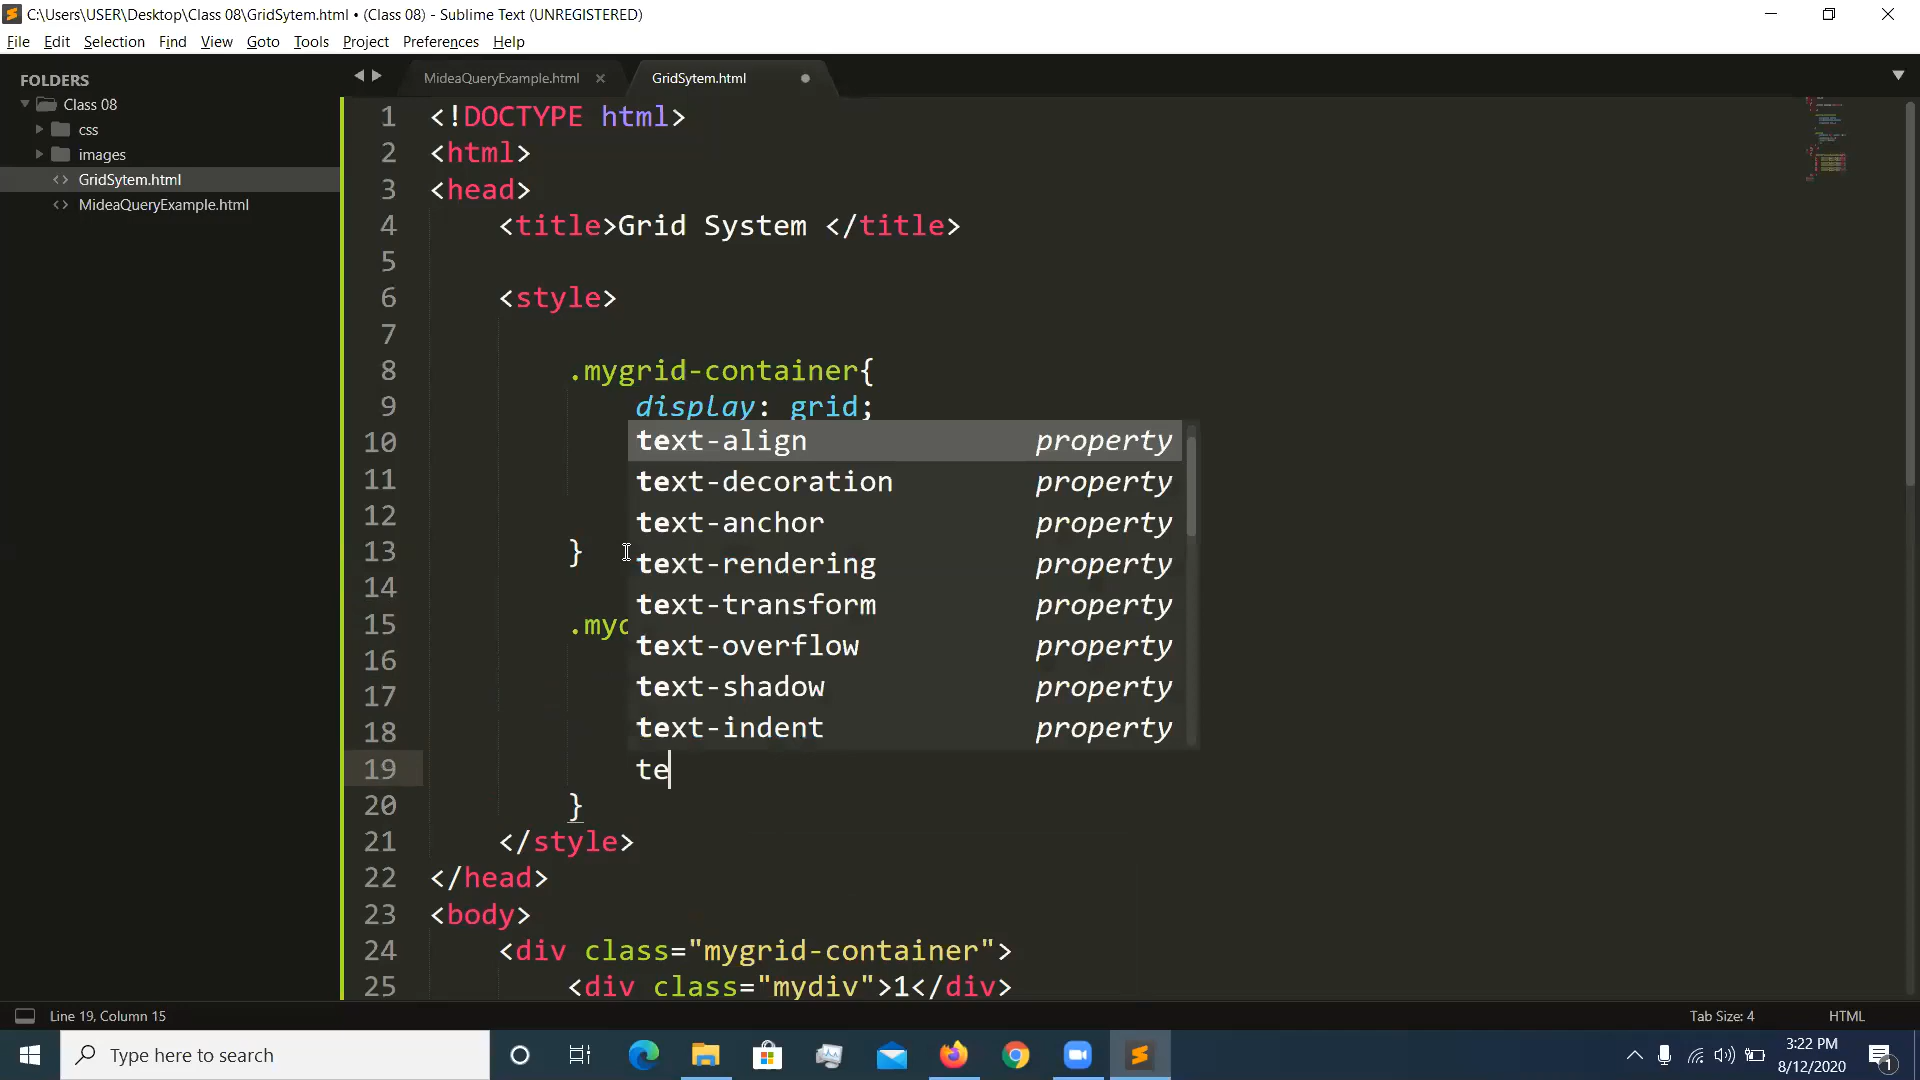 C:\Users\USER\Desktop\Class 08\GridSytem.html • (Class 08) - Sublime Text (UNREGISTERED)
File Edit Selection Find View Goto Tools Project Preferences Help
FOLDERS
Class 08
css
images
GridSytem.html
MideaQueryExample.html
MideaQueryExample.html
GridSytem.html
1 <!DOCTYPE html>
2 <html>
3 <head>
4 <title>Grid System </title>
5
6 <style>
7
8 .mygrid-container{
9 display: grid;
10 text-align property
11 text-decoration property
12 text-anchor property
13 } text-rendering property
14 text-transform property
15 .myd text-overflow property
16
17 text-shadow property
18 text-indent property
19 te
20 }
21 </style>
22 </head>
23 <body>
24 <div class="mygrid-container">
25 <div class="mydiv">1</div>
Line 19, Column 15
Tab Size: 4
HTML
Type here to search
3:22 PM
8/12/2020
1